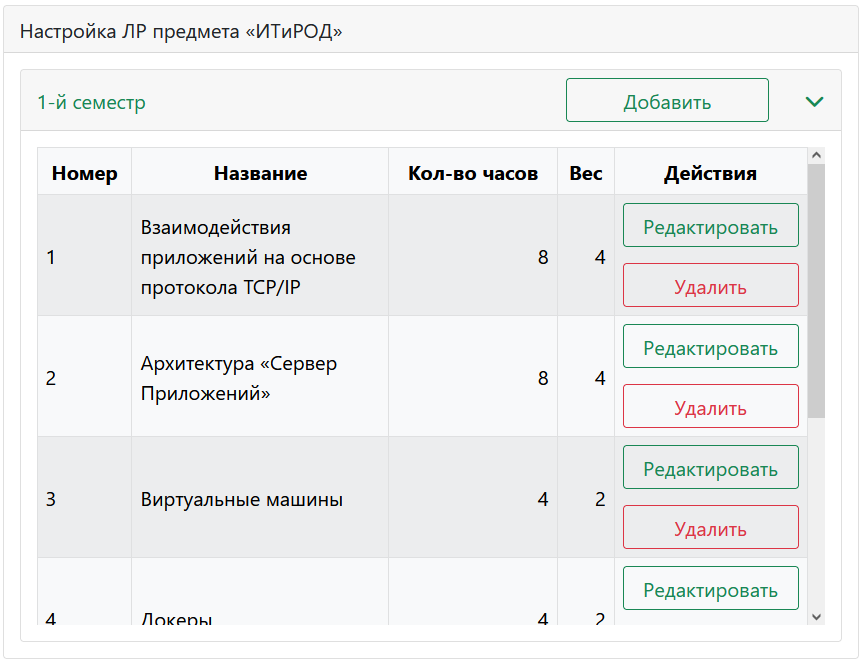 Настройка ЛР предмета «ИТиРОД»
1-й семестр
Добавить
Номер Название Кол-во часов Вес Действия
1
Взаимодействия
приложений на основе
протокола TCP/IP
8 4
Редактировать
Удалить
2
Архитектура «Сервер
Приложений»
8 4
Редактировать
Удалить
3 Виртуальные машины 4 2
Редактировать
Удалить
4 Докеры 4 2
Редактировать